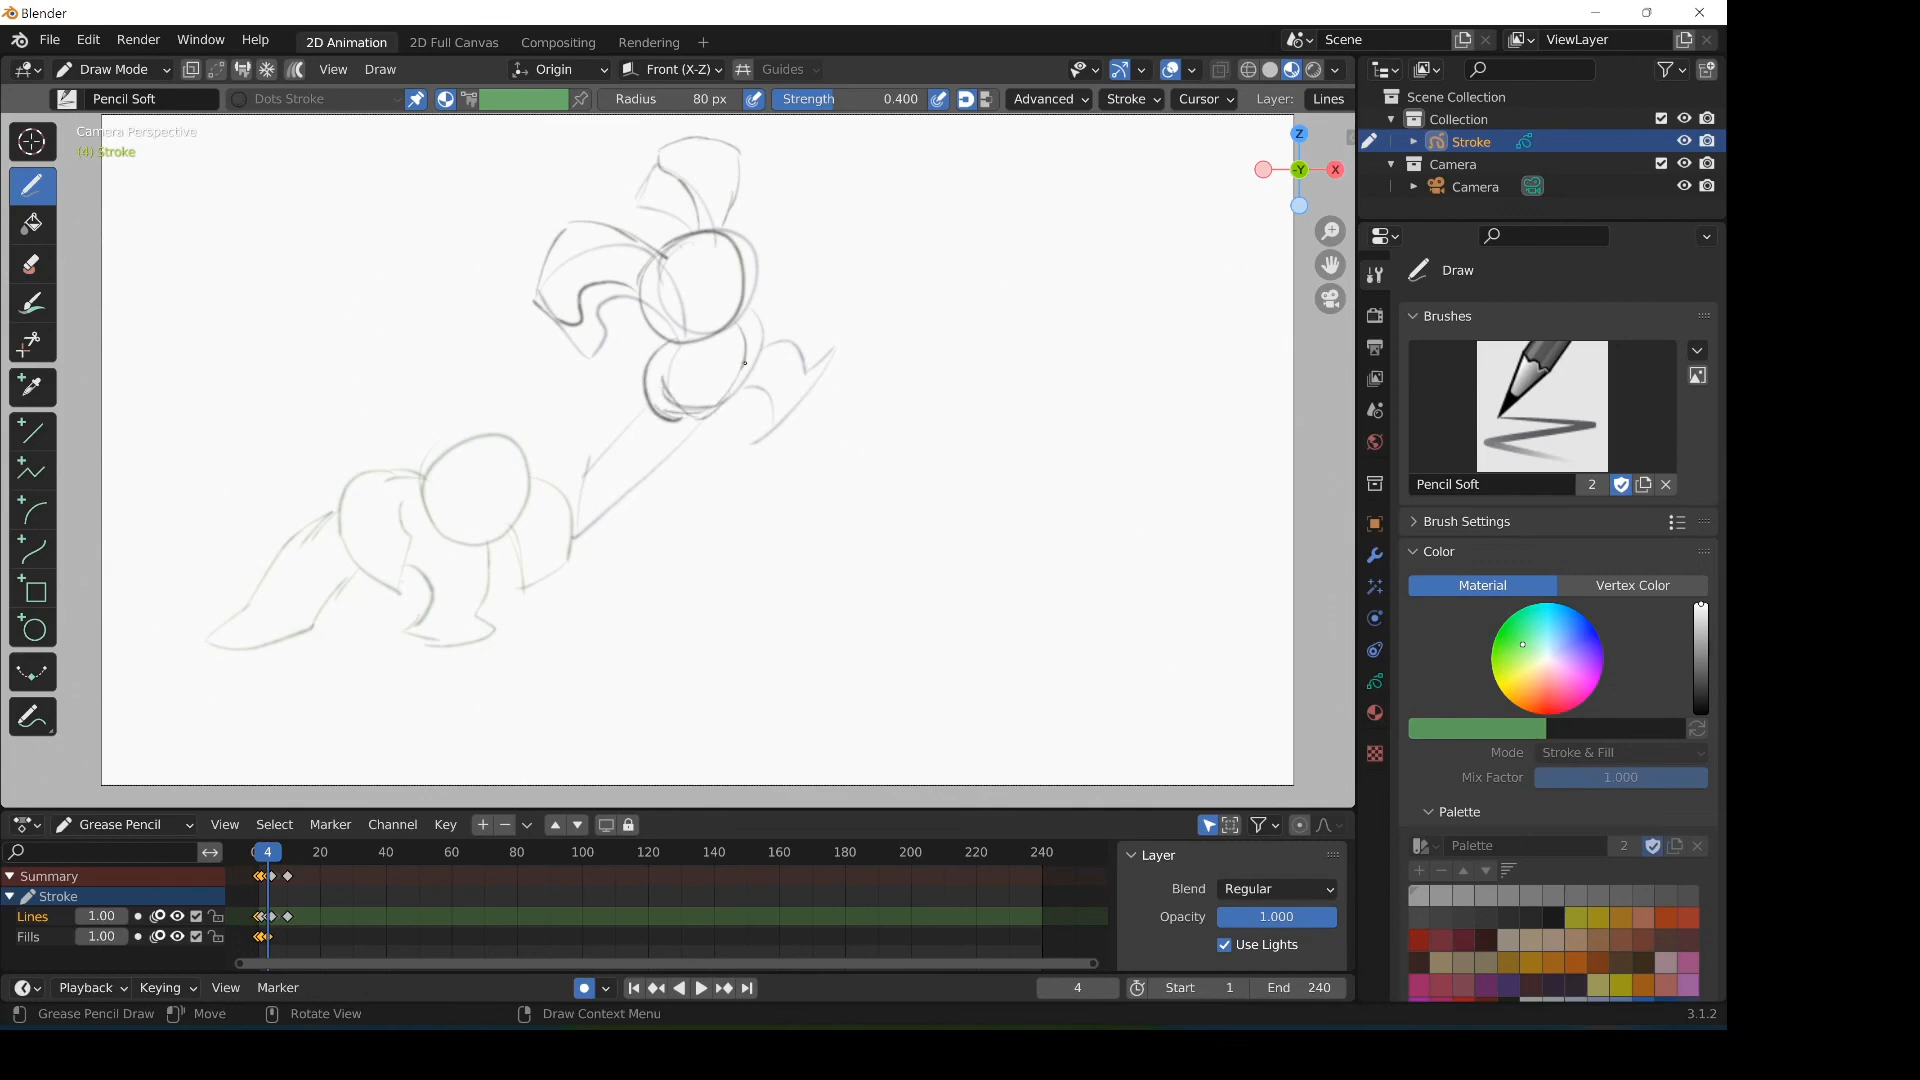 Blender
File Edit Render Window Help 2D Animation 2D Full Canvas Compositing Rendering Scene ViewLayer
Draw Mode View Draw Origin Front (X-Z) Guides
Pencil Soft Dots Stroke Radius 80 px Strength 0.400 Advanced Stroke Cursor Layer: Lines
Camera Perspective
(4) Stroke
Z
-Y
X
Scene Collection
Collection
Stroke
Camera
Camera
Draw
Brushes
Pencil Soft 2
Brush Settings
Color
Material Vertex Color
Mode Stroke & Fill
Mix Factor 1.000
Palette
Palette 2
Grease Pencil View Select Marker Channel Key
4 20 40 60 80 100 120 140 160 180 200 220 240
Summary
Stroke
Lines 1.00
Fills 1.00
Layer
Blend Regular
Opacity 1.000
Use Lights
Playback Keying View Marker 4 Start 1 End 240
Grease Pencil Draw Move Rotate View Draw Context Menu 3.1.2